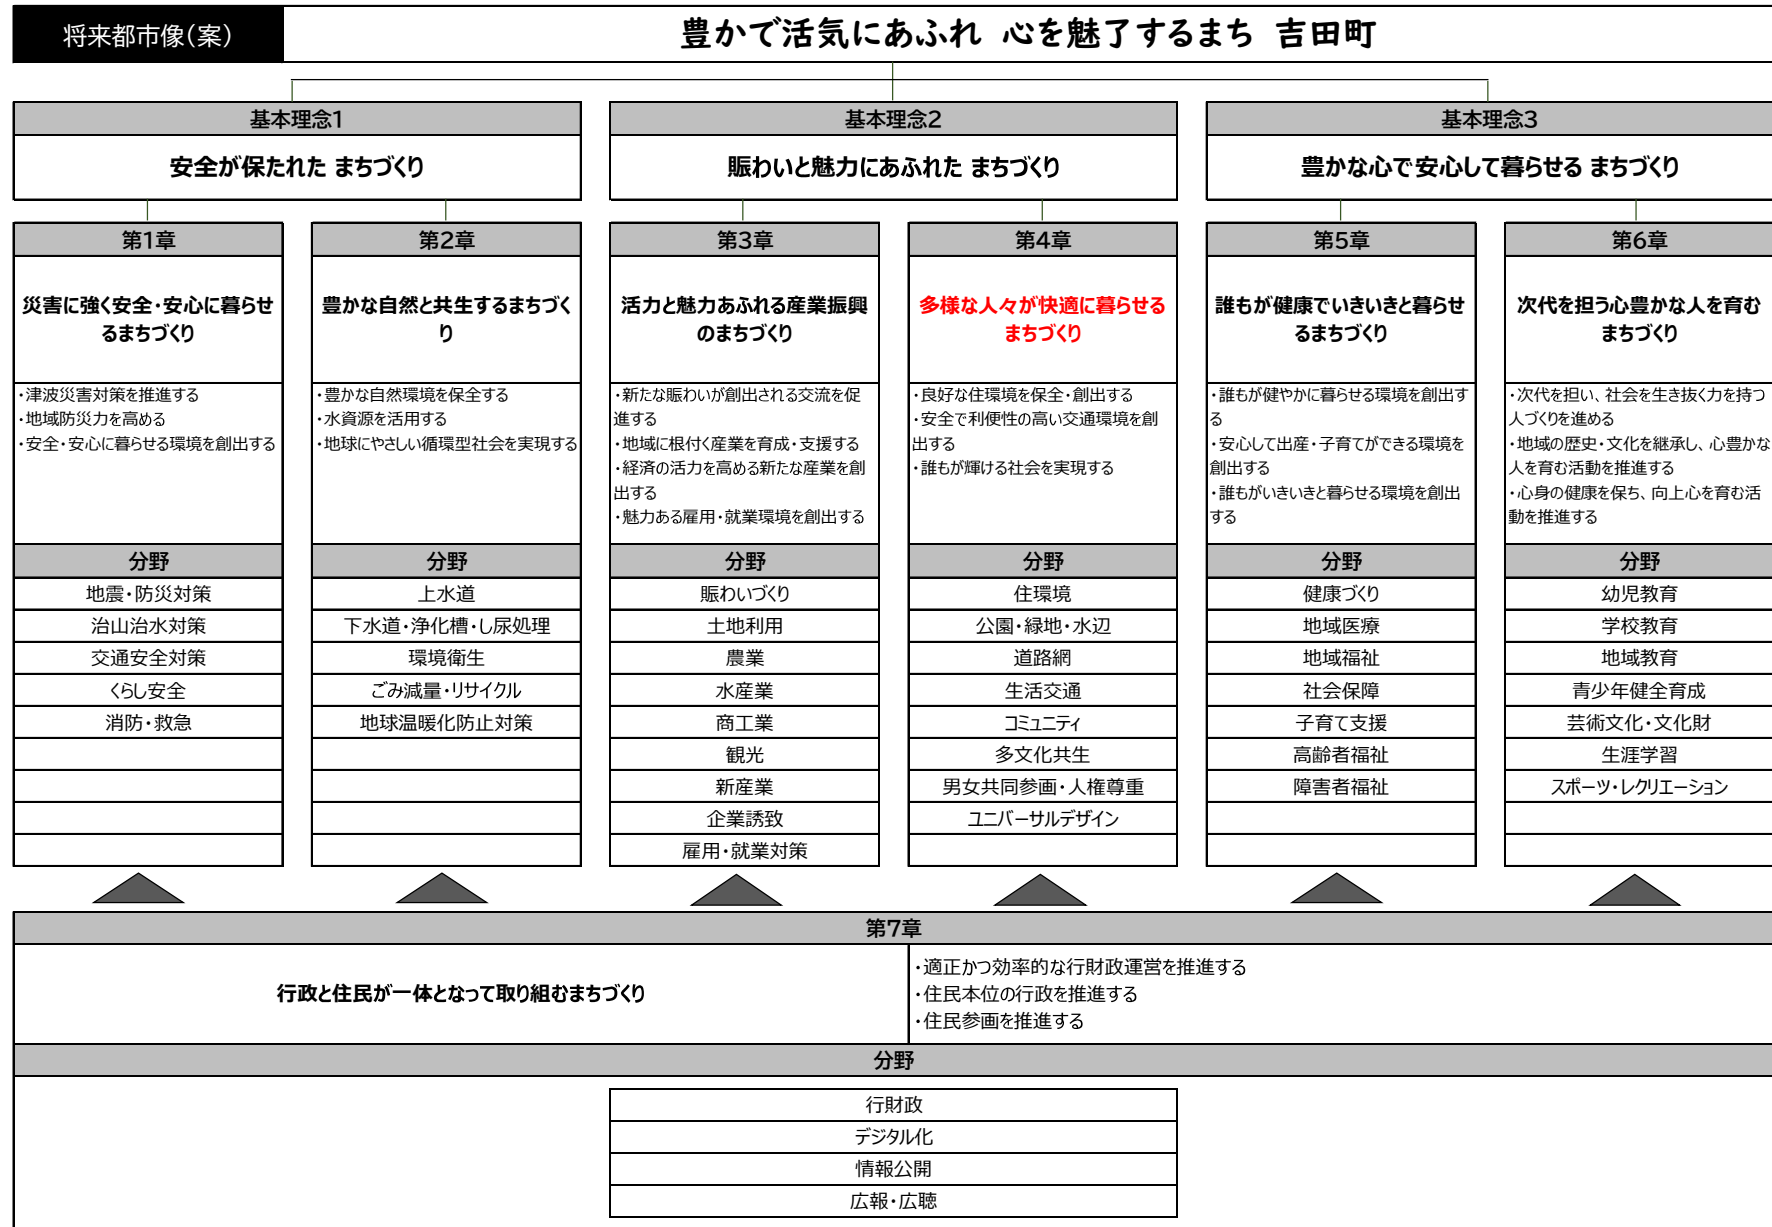 将来都市像(案)
豊かで活気にあふれ 心を魅了するまち 吉田町
基本理念1
安全が保たれた まちづくり
基本理念2
賑わいと魅力にあふれた まちづくり
基本理念3
豊かな心で安心して暮らせる まちづくり
第1章
災害に強く安全・安心に暮らせ
るまちづくり
・津波災害対策を推進する
・地域防災力を高める
・安全・安心に暮らせる環境を創出する
分野
地震・防災対策
治山治水対策
交通安全対策
くらし安全
消防・救急
第2章
豊かな自然と共生するまちづく
り
・豊かな自然環境を保全する
・水資源を活用する
・地球にやさしい循環型社会を実現する
分野
上水道
下水道・浄化槽・し尿処理
環境衛生
ごみ減量・リサイクル
地球温暖化防止対策
第3章
活力と魅力あふれる産業振興
のまちづくり
・新たな賑わいが創出される交流を促
進する
・地域に根付く産業を育成・支援する
・経済の活力を高める新たな産業を創
出する
・魅力ある雇用・就業環境を創出する
分野
賑わいづくり
土地利用
農業
水産業
商工業
観光
新産業
企業誘致
雇用・就業対策
第4章
多様な人々が快適に暮らせる
まちづくり
・良好な住環境を保全・創出する
・安全で利便性の高い交通環境を創
出する
・誰もが輝ける社会を実現する
分野
住環境
公園・緑地・水辺
道路網
生活交通
コミュニティ
多文化共生
男女共同参画・人権尊重
ユニバーサルデザイン
第5章
誰もが健康でいきいきと暮らせ
るまちづくり
・誰もが健やかに暮らせる環境を創出す
る
・安心して出産・子育てができる環境を
創出する
・誰もがいきいきと暮らせる環境を創出
する
分野
健康づくり
地域医療
地域福祉
社会保障
子育て支援
高齢者福祉
障害者福祉
第6章
次代を担う心豊かな人を育む
まちづくり
・次代を担い、社会を生き抜く力を持つ
人づくりを進める
・地域の歴史・文化を継承し、心豊かな
人を育む活動を推進する
・心身の健康を保ち、向上心を育む活
動を推進する
分野
幼児教育
学校教育
地域教育
青少年健全育成
芸術文化・文化財
生涯学習
スポーツ・レクリエーション
第7章
行政と住民が一体となって取り組むまちづくり
・適正かつ効率的な行財政運営を推進する
・住民本位の行政を推進する
・住民参画を推進する
分野
行財政
デジタル化
情報公開
広報・広聴